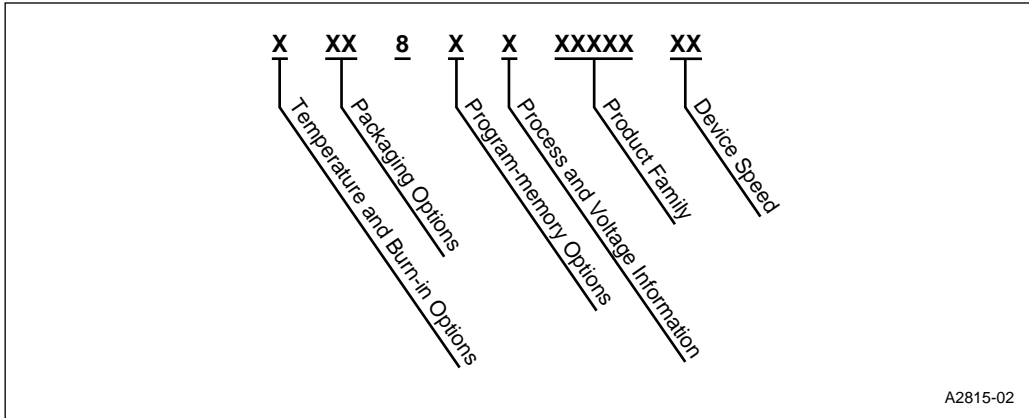 X XX 8 X X XXXXX XX
Temperature and Burn-in Options
Packaging Options
Program-memory Options
Process and Voltage Information
Product Family
Device Speed
A2815-02